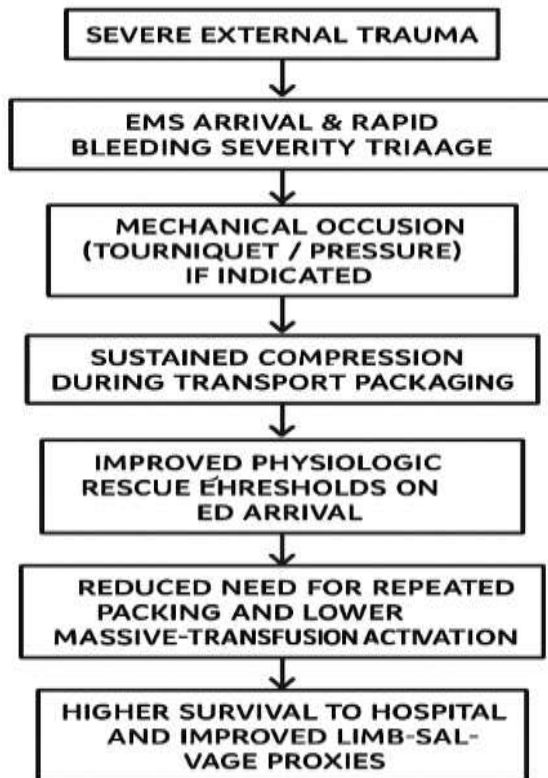 SEVERE EXTERNAL TRAUMA
EMS ARRIVAL & RAPID
BLEEDING SEVERITY TRIAAGE
MECHANICAL OCCUSION
(TOURNIQUET / PRESSURE)
IF INDICATED
SUSTAINED COMPRESSION
DURING TRANSPORT PACKAGING
IMPROVED PHYSIOLOGIC
RESCUE ÉHRESHOLDS ON
ED ARRIVAL
REDUCED NEED FOR REPEATED
PACKING AND LOWER
MASSIVE-TRANSFUSION ACTIVATION
HIGHER SURVIVAL TO HOSPITAL
AND IMPROVED LIMB-SAL-
VAGE PROXIES